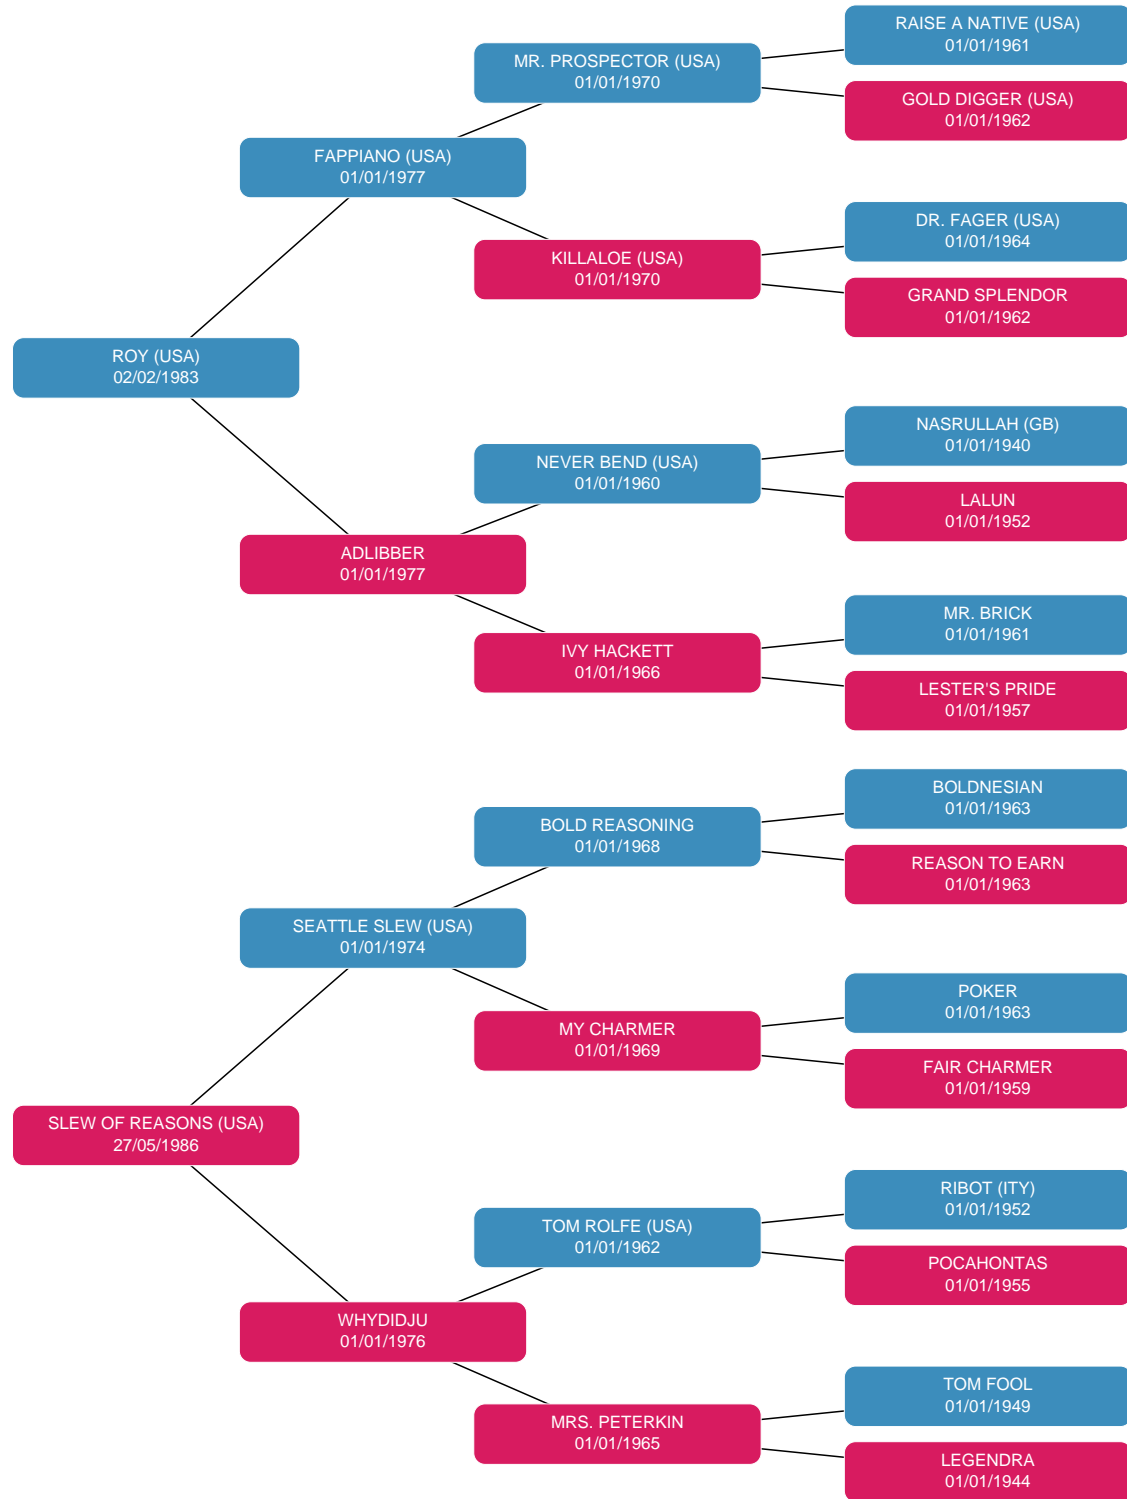 RAISE A NATIVE (USA)
01/01/1961
MR. PROSPECTOR (USA)
01/01/1970
GOLD DIGGER (USA)
01/01/1962
FAPPIANO (USA)
01/01/1977
DR. FAGER (USA)
01/01/1964
KILLALOE (USA)
01/01/1970
GRAND SPLENDOR
01/01/1962
ROY (USA)
02/02/1983
NASRULLAH (GB)
01/01/1940
NEVER BEND (USA)
01/01/1960
LALUN
01/01/1952
ADLIBBER
01/01/1977
MR. BRICK
01/01/1961
IVY HACKETT
01/01/1966
LESTER'S PRIDE
01/01/1957
BOLDNESIAN
01/01/1963
BOLD REASONING
01/01/1968
REASON TO EARN
01/01/1963
SEATTLE SLEW (USA)
01/01/1974
POKER
01/01/1963
MY CHARMER
01/01/1969
FAIR CHARMER
01/01/1959
SLEW OF REASONS (USA)
27/05/1986
RIBOT (ITY)
01/01/1952
TOM ROLFE (USA)
01/01/1962
POCAHONTAS
01/01/1955
WHYDIDJU
01/01/1976
TOM FOOL
01/01/1949
MRS. PETERKIN
01/01/1965
LEGENDRA
01/01/1944